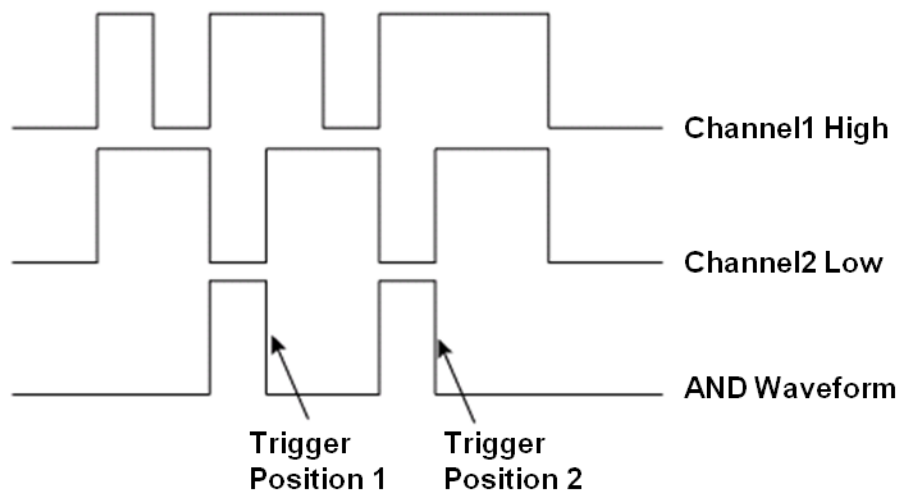 Channel1 High
Channel2 Low
AND Waveform
Trigger
Position 1
Trigger
Position 2